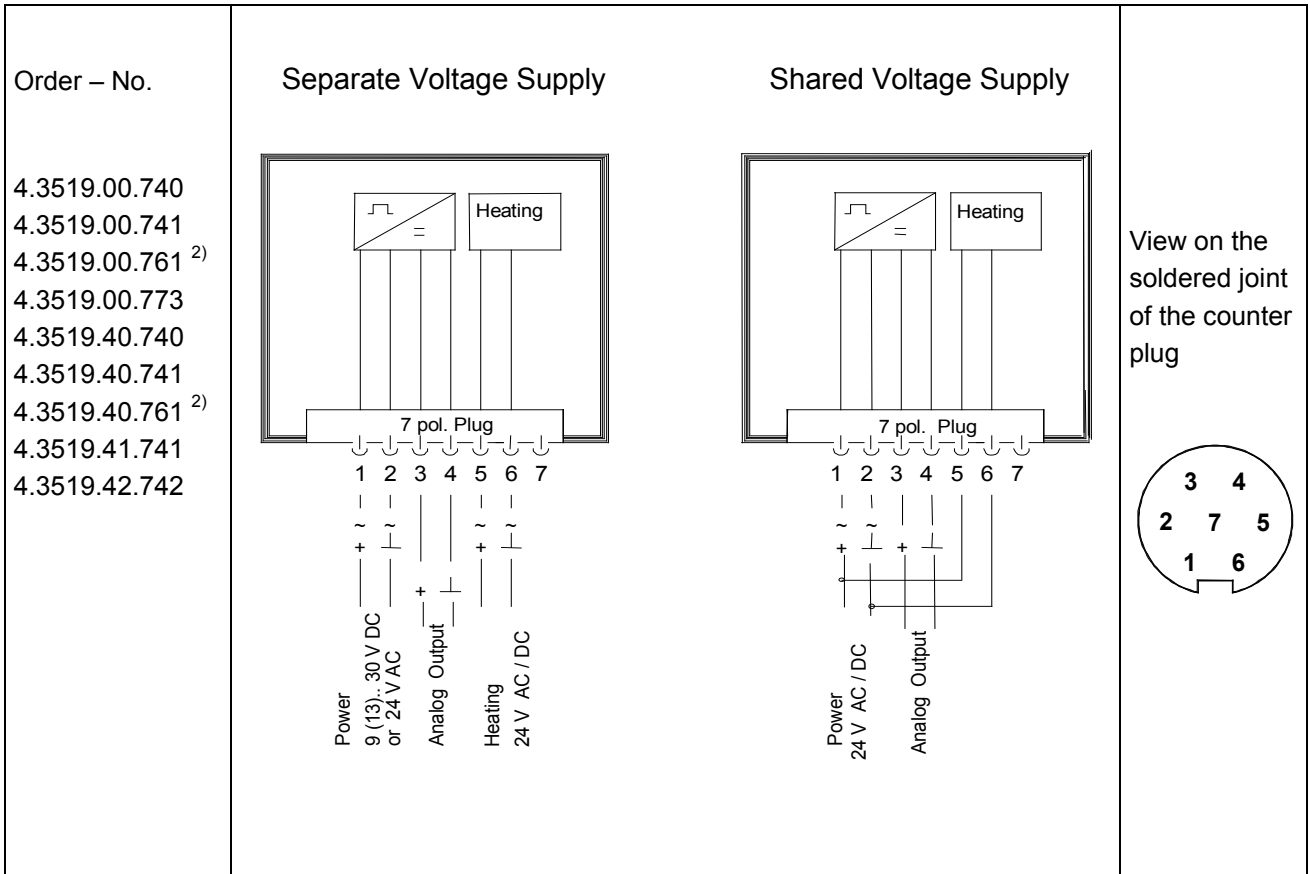 Order – No.
4.3519.00.740
4.3519.00.741
4.3519.00.761 2)
4.3519.00.773
4.3519.40.740
4.3519.40.741
4.3519.40.761 2)
4.3519.41.741
4.3519.42.742
Separate Voltage Supply
Heating
=
7 pol. Plug
1 2 3 4 5 6 7
~ ~ ~ ~
+ ⊥ + ⊥
+ ⊥
Power
9 (13).. 30 V DC
or 24 V AC
Analog Output
Heating
24 V AC / DC
Shared Voltage Supply
Heating
=
7 pol. Plug
1 2 3 4 5 6 7
~ ~
+ ⊥ + ⊥
Power
24 V AC / DC
Analog Output
View on the
soldered joint
of the counter
plug
3 4
2 7 5
1 6